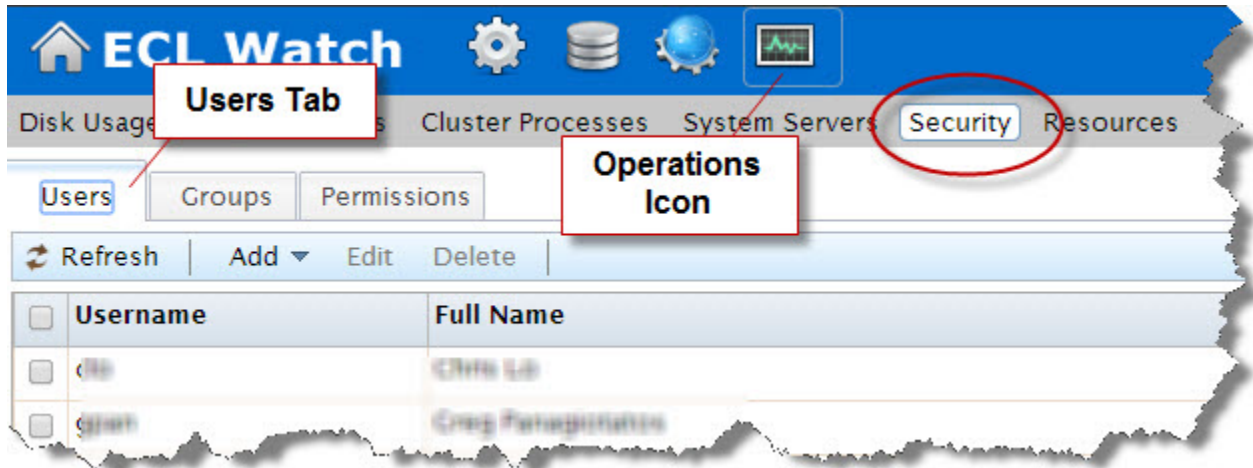 ECL Watch
Users Tab
Disk Usage s Cluster Processes System Servers Security Resources
Operations
Icon
Users Groups Permissions
Refresh Add Edit Delete
Username Full Name